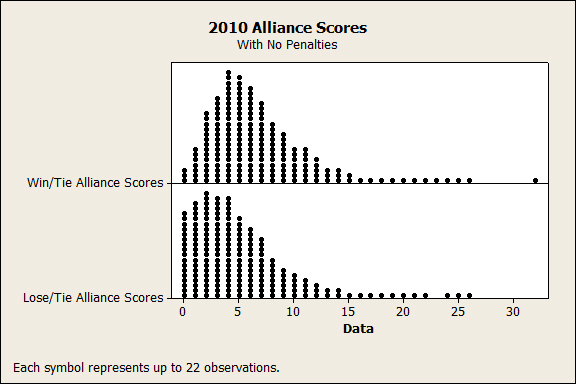 2010 Alliance Scores
With No Penalties
Win/Tie Alliance Scores
Lose/Tie Alliance Scores
0 5 10 15 20 25 30
Data
Each symbol represents up to 22 observations.